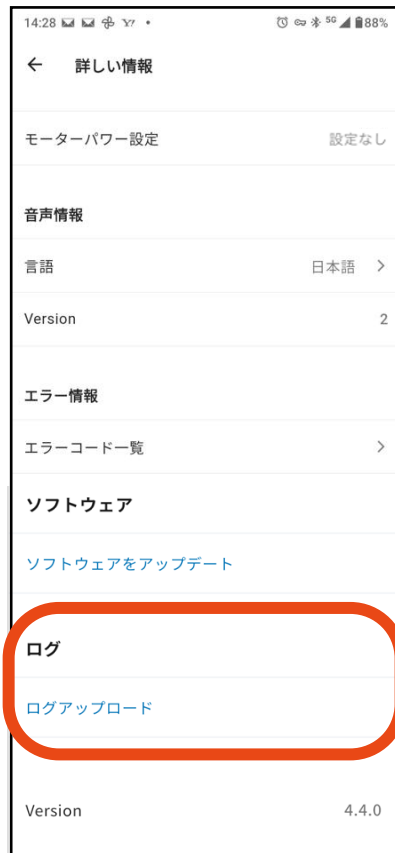 14:28 Y? • 5G 88%
← 詳しい情報
モーターパワー設定 設定なし
音声情報
言語 日本語 >
Version 2
エラー情報
エラーコード一覧 >
ソフトウェア
ソフトウェアをアップデート
ログ
ログアップロード
Version 4.4.0